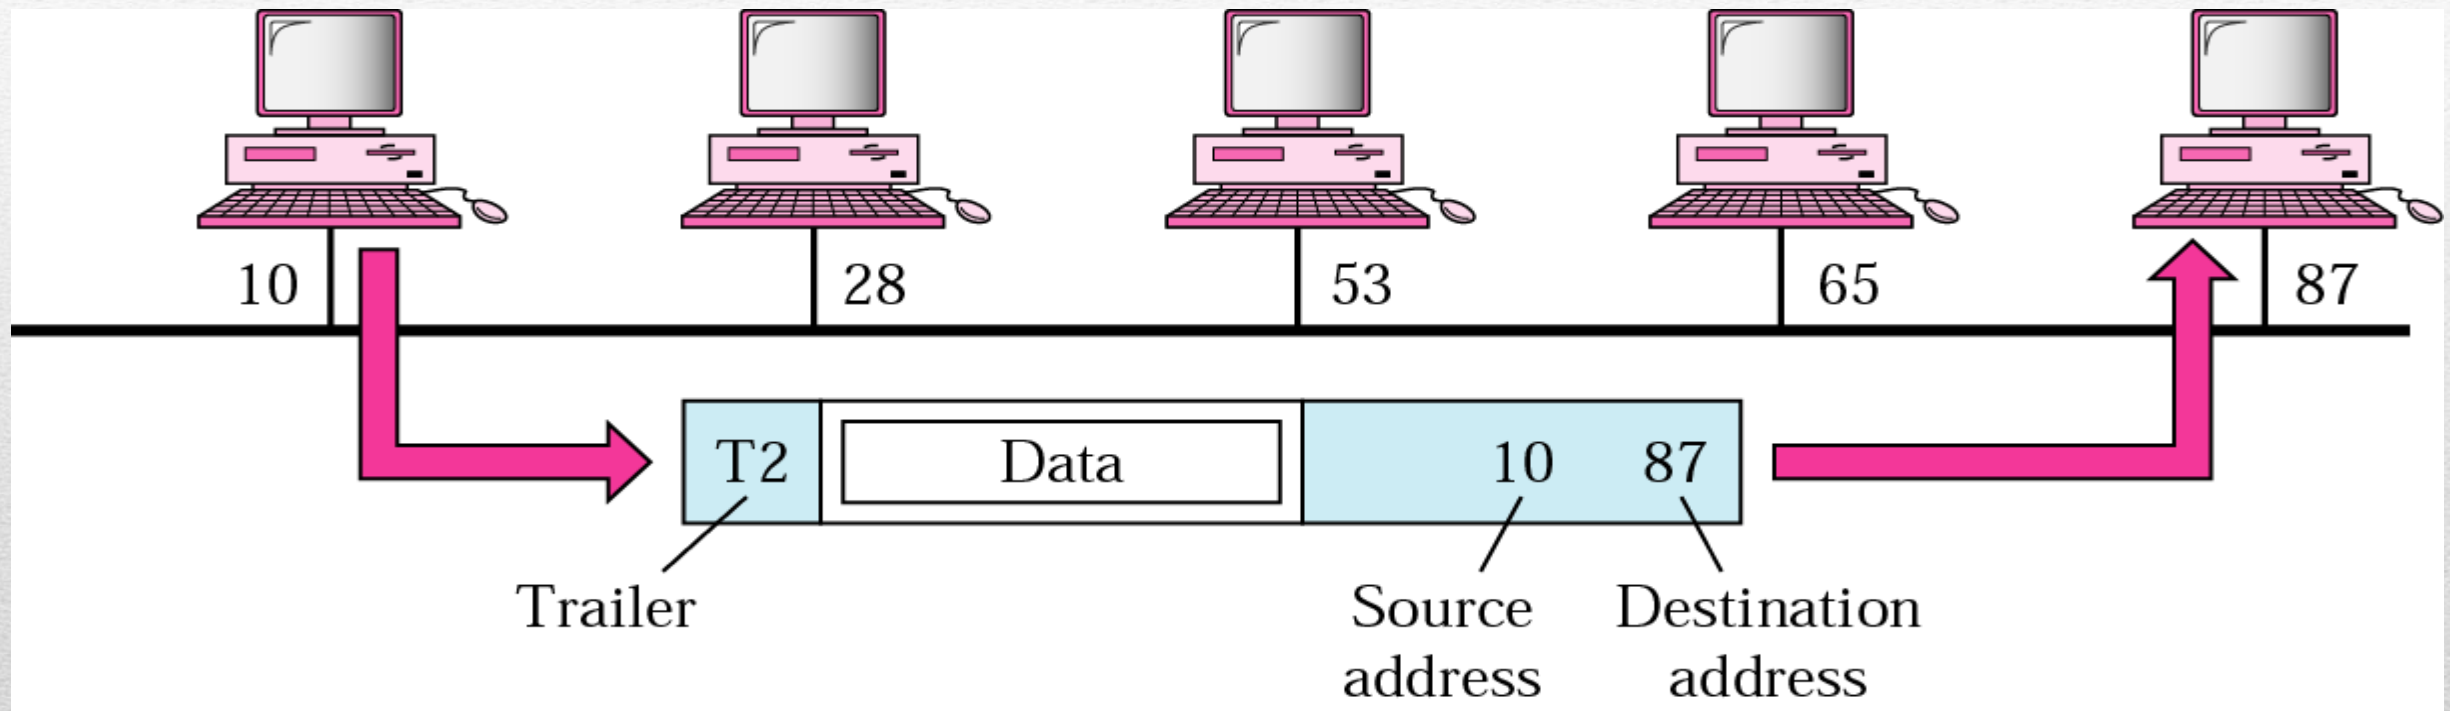 10
28
53
65
87
T2
Data
10
87
Trailer
Source
address
Destination
address